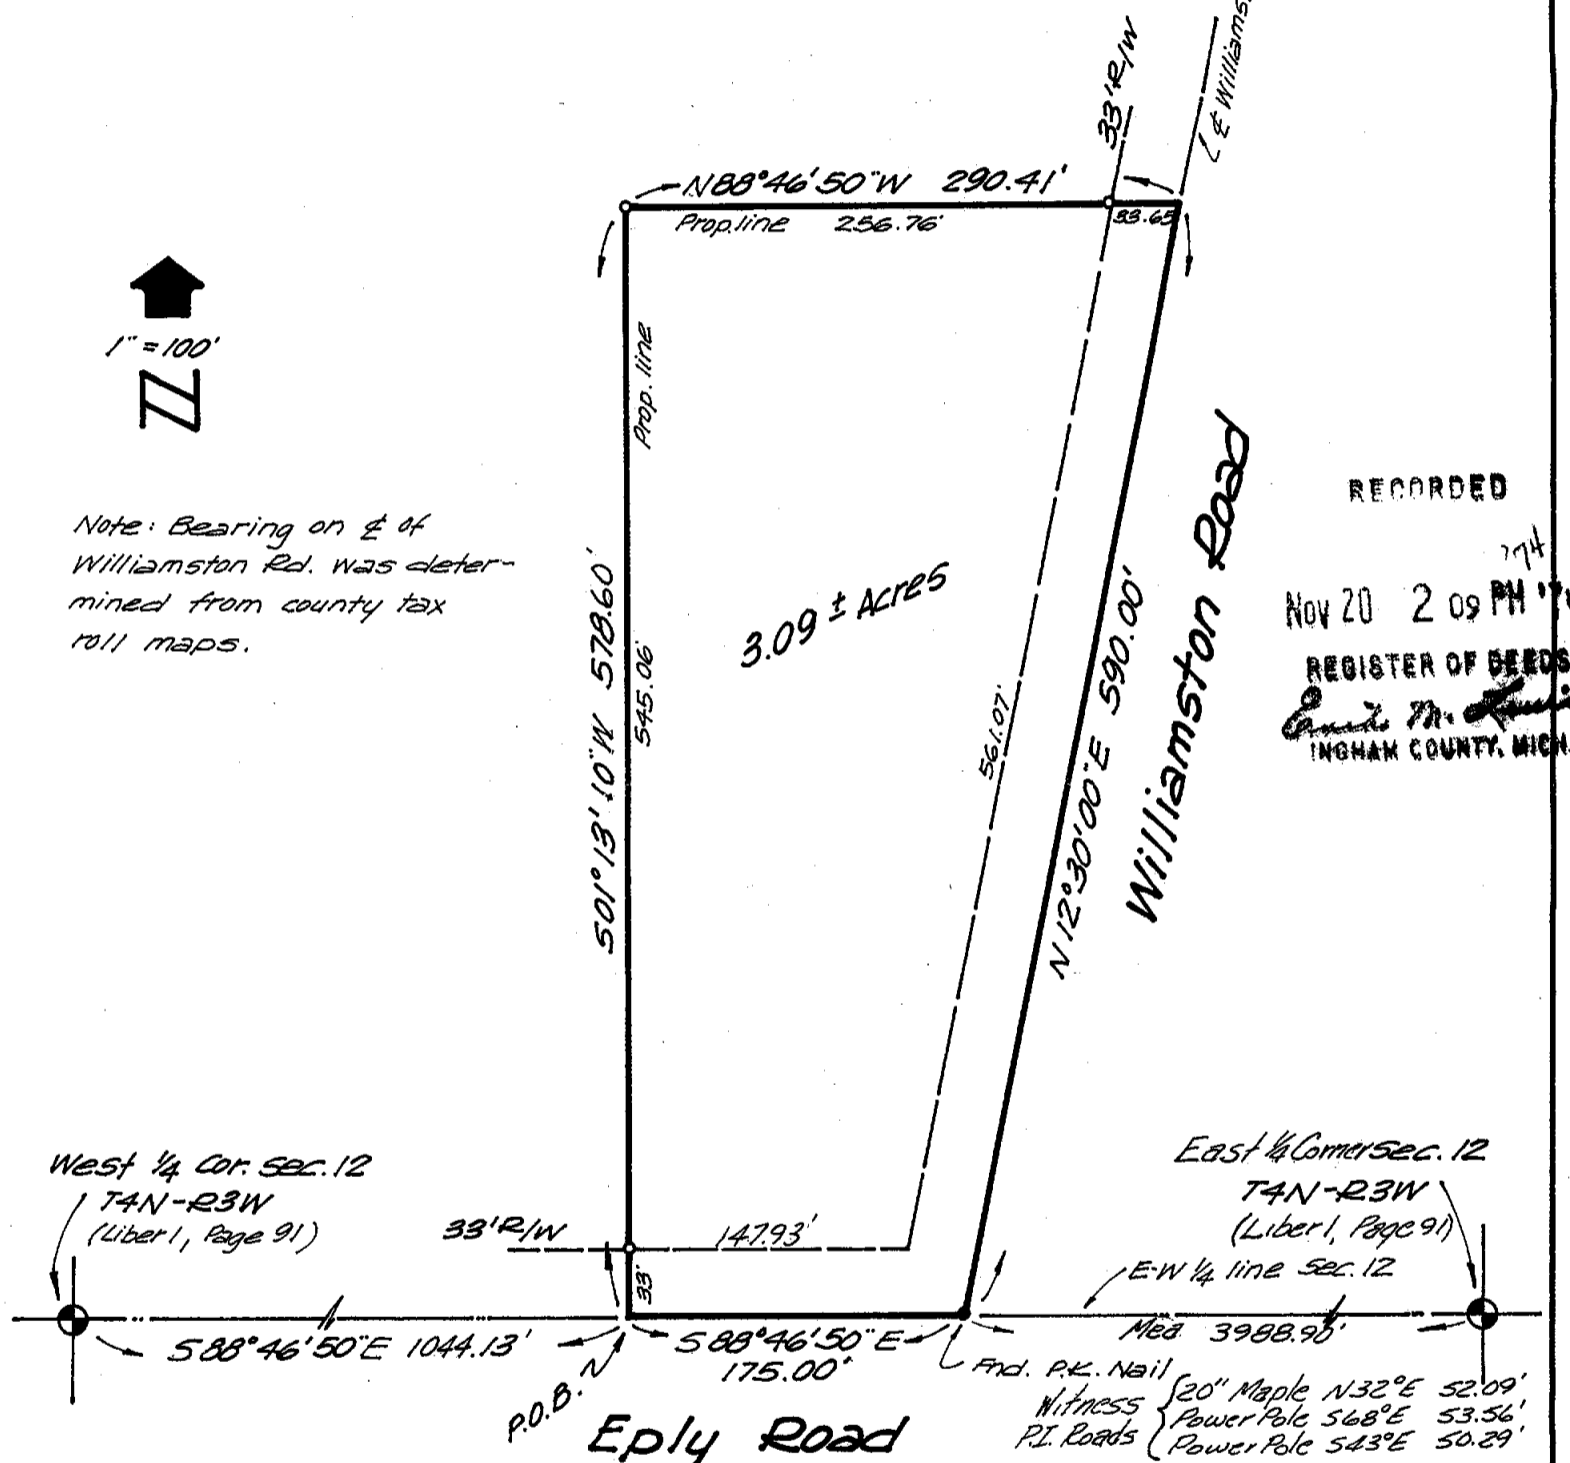 33' R/W
℄ Williams
N 88° 46' 50" W 290.41'
Prop. line 256.76'
33.65
1" = 100'
N
Prop. line
Note: Bearing on ℄ of
Williamston Rd. was deter-
mined from county tax
roll maps.
S 01° 13' 10" W 578.60'
545.06'
3.09 ± Acres
561.07'
N 12° 30' 00" E 590.00'
Williamston Road
RECORDED
Nov 20 2 09 PM
REGISTER OF DEEDS
INGHAM COUNTY, MICH.
West 1/4 Cor. Sec. 12
T4N-R3W
(Liber 1, Page 91)
33' R/W
147.93'
33'
East 1/4 Corner Sec. 12
T4N-R3W
(Liber 1, Page 91)
E-W 1/4 line Sec. 12
S 88° 46' 50" E 1044.13'
S 88° 46' 50" E
175.00'
Mea. 3988.90'
P.O.B.
Fnd. P.K. Nail
Witness
P.I. Roads
20" Maple N32°E 52.09'
Power Pole S68°E 53.56'
Power Pole S43°E 50.29'
Eply Road